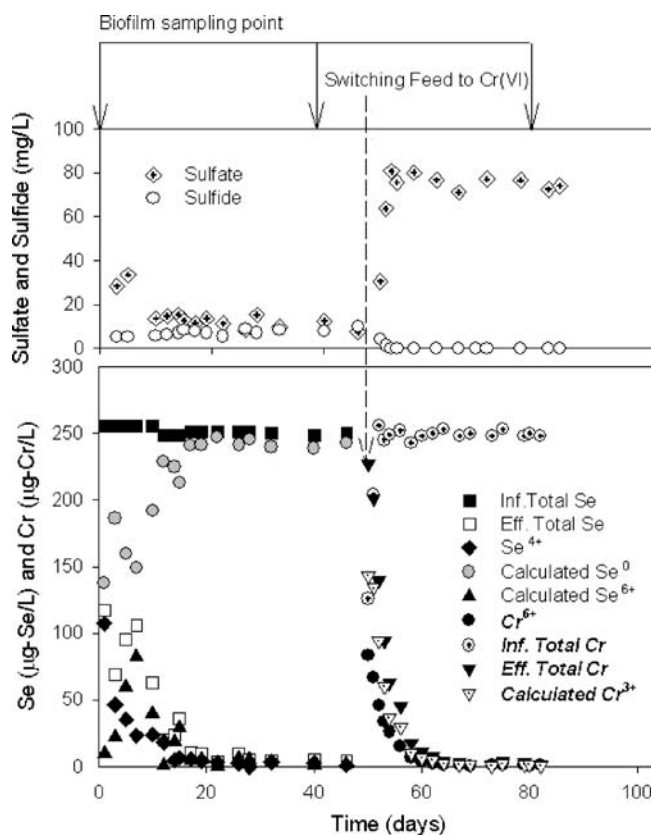 Biofilm sampling point
Switching Feed to Cr(VI)
Sulfate and Sulfide (mg/L)
100
80
60
40
20
0
Sulfate
Sulfide
Se (µg-Se/L) and Cr (µg-Cr/L)
300
250
200
150
100
50
0
Inf.Total Se
Eff. Total Se
Se⁴⁺
Calculated Se⁰
Calculated Se⁶⁺
Cr⁶⁺
Inf. Total Cr
Eff. Total Cr
Calculated Cr³⁺
0 20 40 60 80 100
Time (days)